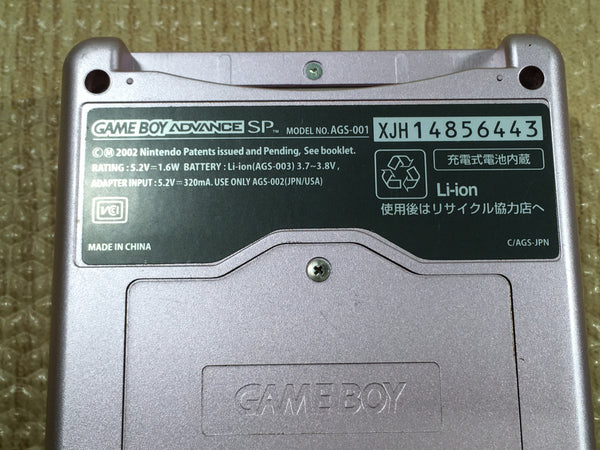 GAME BOY ADVANCE SP™ MODEL NO. AGS-001 XJH14856443
©Ⓜ 2002 Nintendo Patents issued and Pending, See booklet.
RATING : 5.2V⎓1.6W BATTERY : Li-ion(AGS-003) 3.7~3.8V ,
ADAPTER INPUT : 5.2V⎓320mA. USE ONLY AGS-002(JPN/USA)
充電式電池内蔵
Li-ion
使用後はリサイクル協力店へ
MADE IN CHINA
C/AGS-JPN
GAME BOY